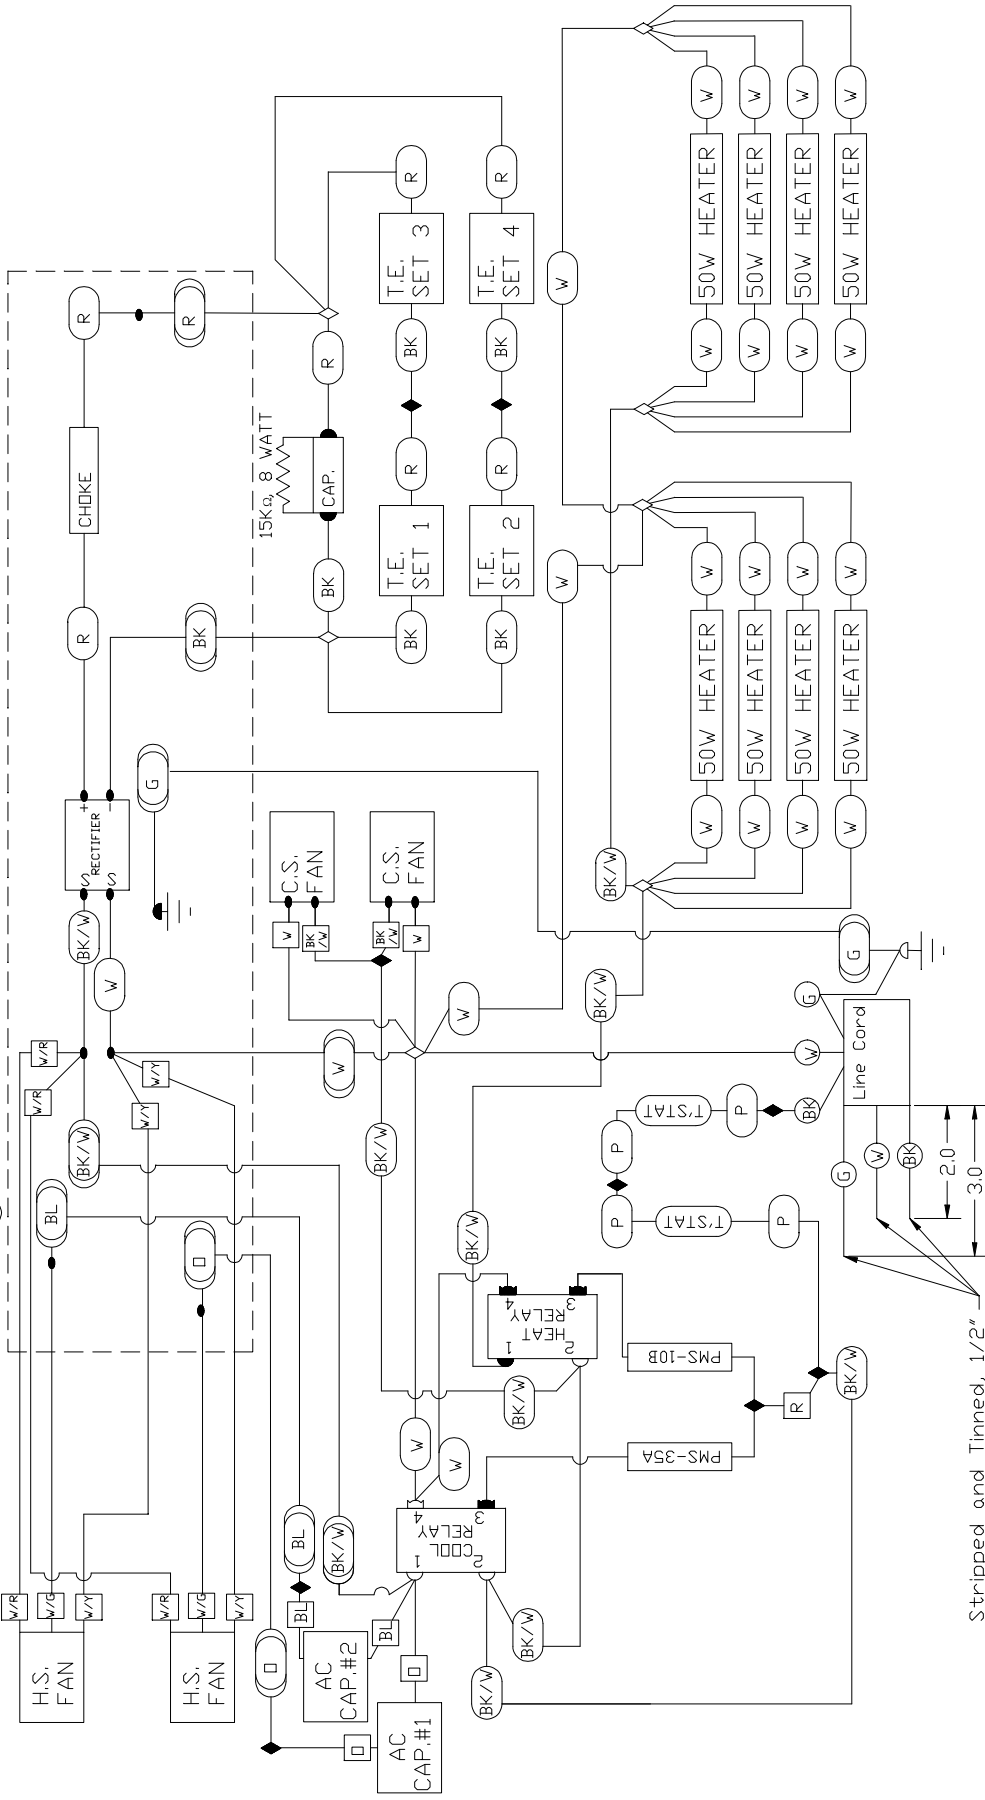 H.S.
FAN
W/R
W/G
W/Y
H.S.
FAN
W/R
W/G
W/Y
W/R
W/R
W/Y
W/Y
BK/W
BL
O
BK/W
W
RECTIFIER
S
S
+
-
R
CHOKE
R
R
BK
G
15KΩ, 8 WATT
CAP.
BK
R
T.E.
SET 1
T.E.
SET 2
T.E.
SET 3
T.E.
SET 4
BK
R
BK
R
BK
R
BK
R
C.S.
FAN
W
BK
/W
C.S.
FAN
BK
/W
W
W
W
BK/W
O
O
O
BL
BL
BL
BK/W
AC
CAP.#2
AC
CAP.#1
COOL
RELAY
1
2
3
4
W
W
BK/W
BK/W
HEAT
RELAY
1
2
3
4
BK/W
BK/W
BK/W
PMS-35A
PMS-10B
R
BK/W
P
T'STAT
P
P
T'STAT
P
BK
W
G
G
Line Cord
G
W
BK
2.0
3.0
Stripped and Tinned, 1/2"
W
W
BK/W
W
50W HEATER
W
W
50W HEATER
W
W
50W HEATER
W
W
50W HEATER
W
W
50W HEATER
W
W
50W HEATER
W
W
50W HEATER
W
W
50W HEATER
W